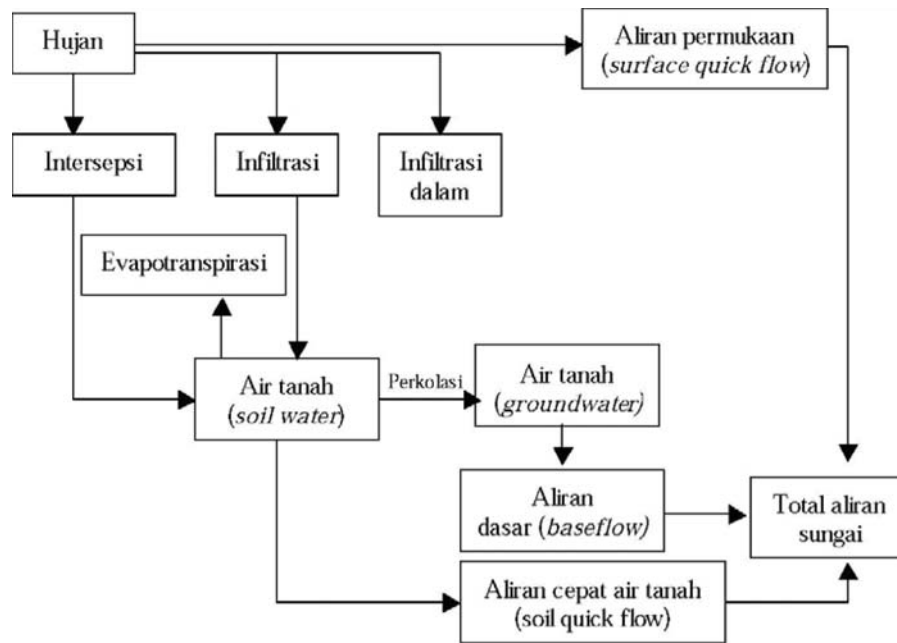 Hujan
Aliran permukaan
(surface quick flow)
Intersepsi
Infiltrasi
Infiltrasi
dalam
Evapotranspirasi
Air tanah
(soil water)
Perkolasi
Air tanah
(groundwater)
Aliran
dasar (baseflow)
Total aliran
sungai
Aliran cepat air tanah
(soil quick flow)